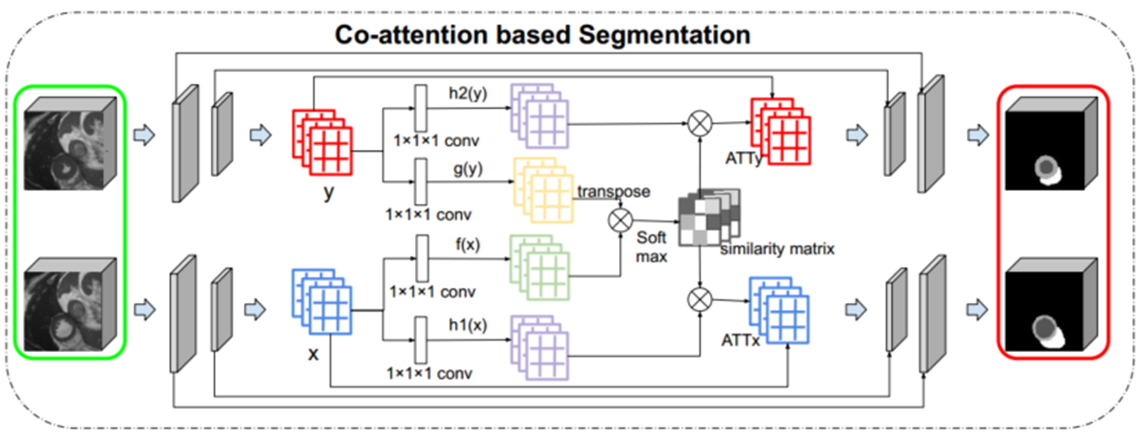 Co-attention based Segmentation
h2(y)
1×1×1 conv
g(y)
y
ATTy
transpose
1×1×1 conv
Soft
max
similarity matrix
f(x)
1×1×1 conv
h1(x)
x
ATTx
1×1×1 conv